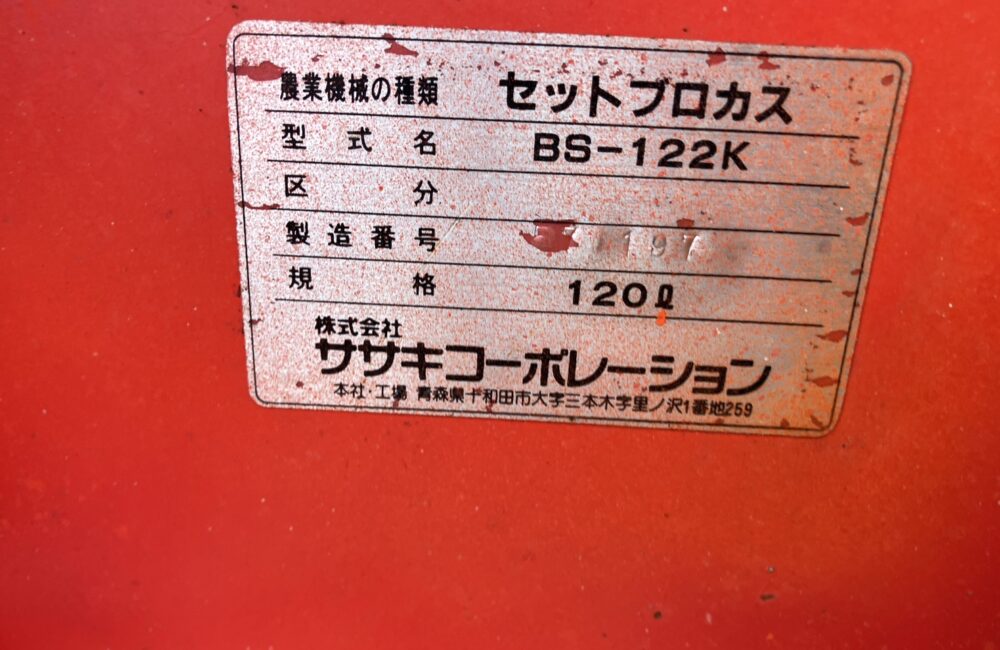 農業機械の種類 セットブロカス
型式名 BS-122K
区分
製造番号 197
規格 120ℓ
株式会社
ササキコーポレーション
本社・工場 青森県十和田市大字三本木字里ノ沢1番地259